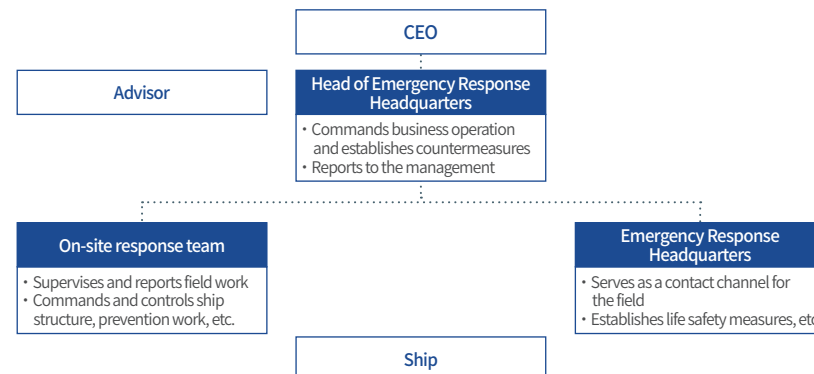 CEO
Advisor
Head of Emergency Response
Headquarters
· Commands business operation
and establishes countermeasures
· Reports to the management
On-site response team
· Supervises and reports field work
· Commands and controls ship
structure, prevention work, etc.
Emergency Response
Headquarters
· Serves as a contact channel for
the field
· Establishes life safety measures, etc
Ship